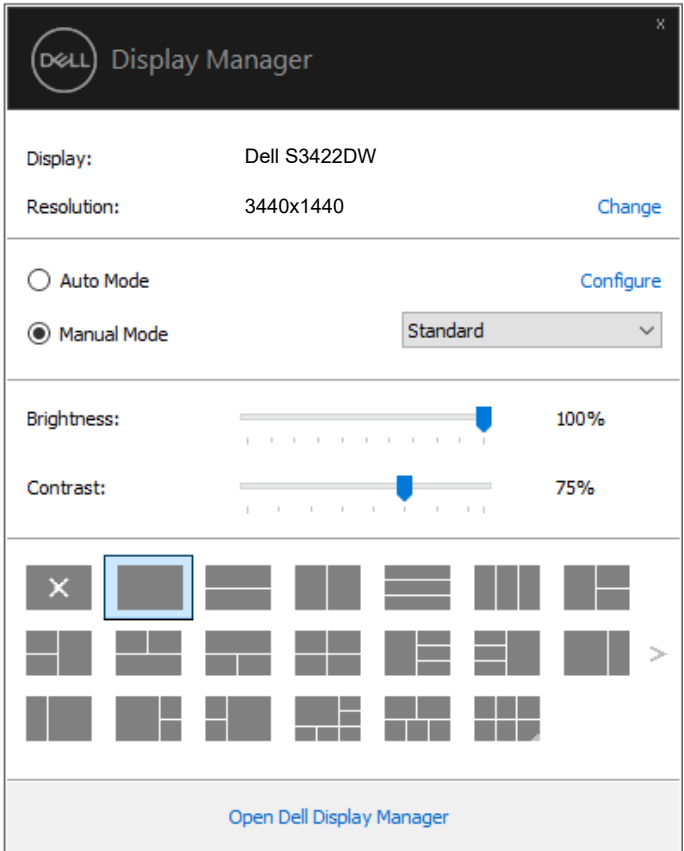 x
DELL Display Manager
Display: Dell S3422DW
Resolution: 3440x1440 Change
Auto Mode Configure
Manual Mode Standard
Brightness: 100%
Contrast: 75%
Open Dell Display Manager